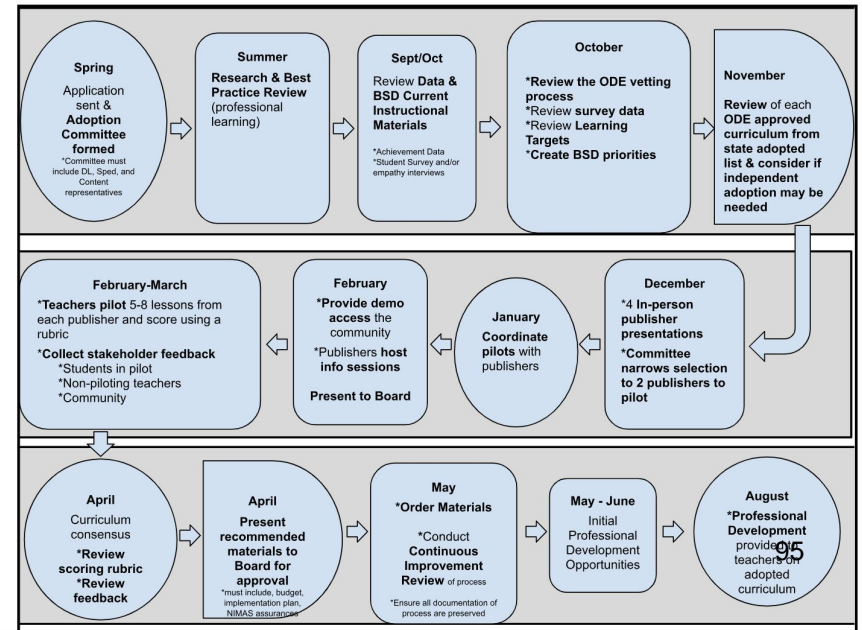 Spring
Application
sent &
Adoption
Committee
formed
*Committee must
include DL, Sped, and
Content
representatives
Summer
Research & Best
Practice Review
(professional
learning)
Sept/Oct
Review Data &
BSD Current
Instructional
Materials
*Achievement Data
*Student Survey and/or
empathy interviews
October
*Review the ODE vetting
process
*Review survey data
*Review Learning
Targets
*Create BSD priorities
November
Review of each
ODE approved
curriculum from
state adopted
list & consider if
independent
adoption may be
needed
December
*4 In-person
publisher
presentations
*Committee
narrows selection
to 2 publishers to
pilot
January
Coordinate
pilots with
publishers
February
*Provide demo
access the
community
*Publishers host
info sessions
Present to Board
February-March
*Teachers pilot 5-8 lessons from
each publisher and score using a
rubric
*Collect stakeholder feedback
*Students in pilot
*Non-piloting teachers
*Community
April
Curriculum
consensus
*Review
scoring rubric
*Review
feedback
April
Present
recommended
materials to
Board for
approval
*must include, budget,
implementation plan,
NIMAS assurances
May
*Order Materials
*Conduct
Continuous
Improvement
Review of process
*Ensure all documentation of
process are preserved
May - June
Initial
Professional
Development
Opportunities
August
*Professional
Development
provided to
teachers on
adopted
curriculum
95